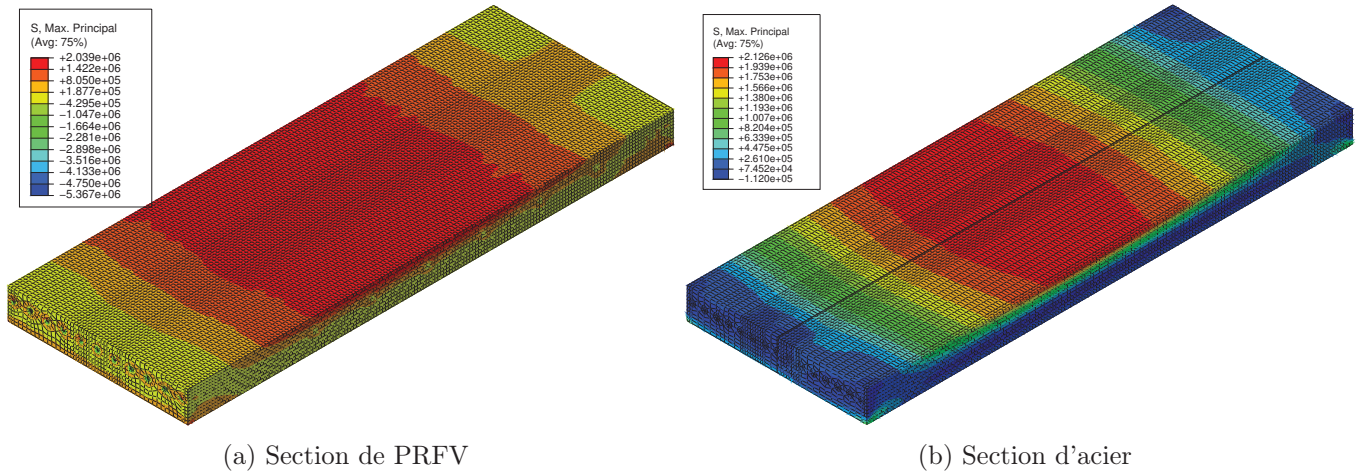 S, Max. Principal
(Avg: 75%)
+2.039e+06
+1.422e+06
+8.050e+05
+1.877e+05
−4.295e+05
−1.047e+06
−1.664e+06
−2.281e+06
−2.898e+06
−3.516e+06
−4.133e+06
−4.750e+06
−5.367e+06
S, Max. Principal
(Avg: 75%)
+2.126e+06
+1.939e+06
+1.753e+06
+1.566e+06
+1.380e+06
+1.193e+06
+1.007e+06
+8.204e+05
+6.339e+05
+4.475e+05
+2.610e+05
+7.452e+04
−1.120e+05
(a) Section de PRFV
(b) Section d'acier